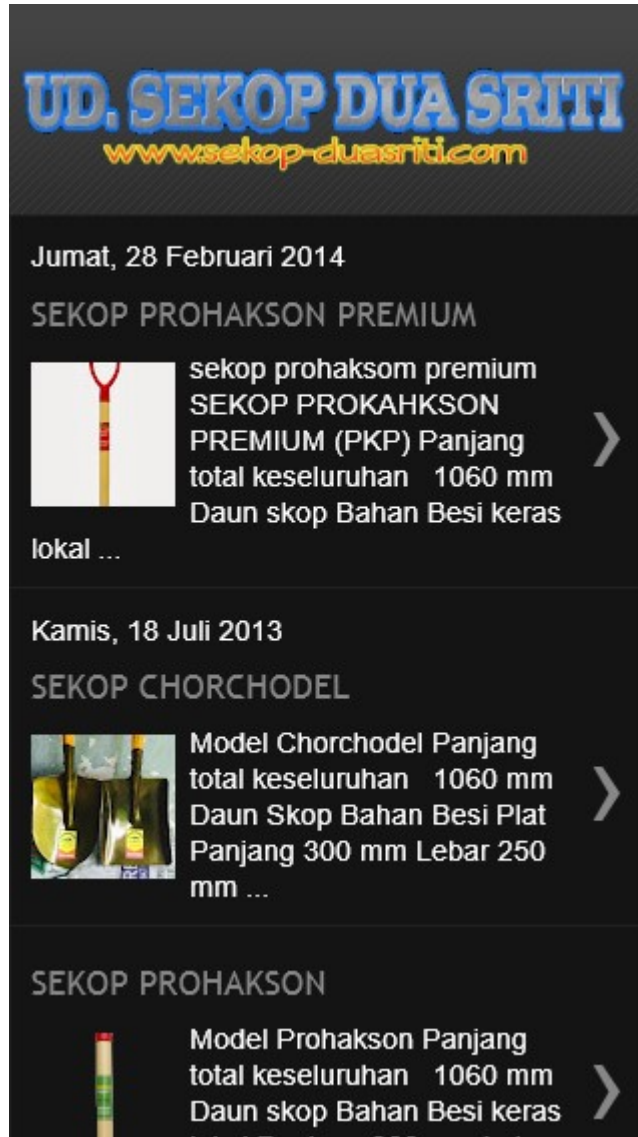 UD. SEKOP DUA SRITI
www.sekop-duasriti.com
Jumat, 28 Februari 2014
SEKOP PROHAKSON PREMIUM
sekop prohaksom premium
SEKOP PROKAHKSON
PREMIUM (PKP) Panjang
total keseluruhan 1060 mm
Daun skop Bahan Besi keras
lokal ...
Kamis, 18 Juli 2013
SEKOP CHORCHODEL
Model Chorchodel Panjang
total keseluruhan 1060 mm
Daun Skop Bahan Besi Plat
Panjang 300 mm Lebar 250
mm ...
SEKOP PROHAKSON
Model Prohakson Panjang
total keseluruhan 1060 mm
Daun skop Bahan Besi keras